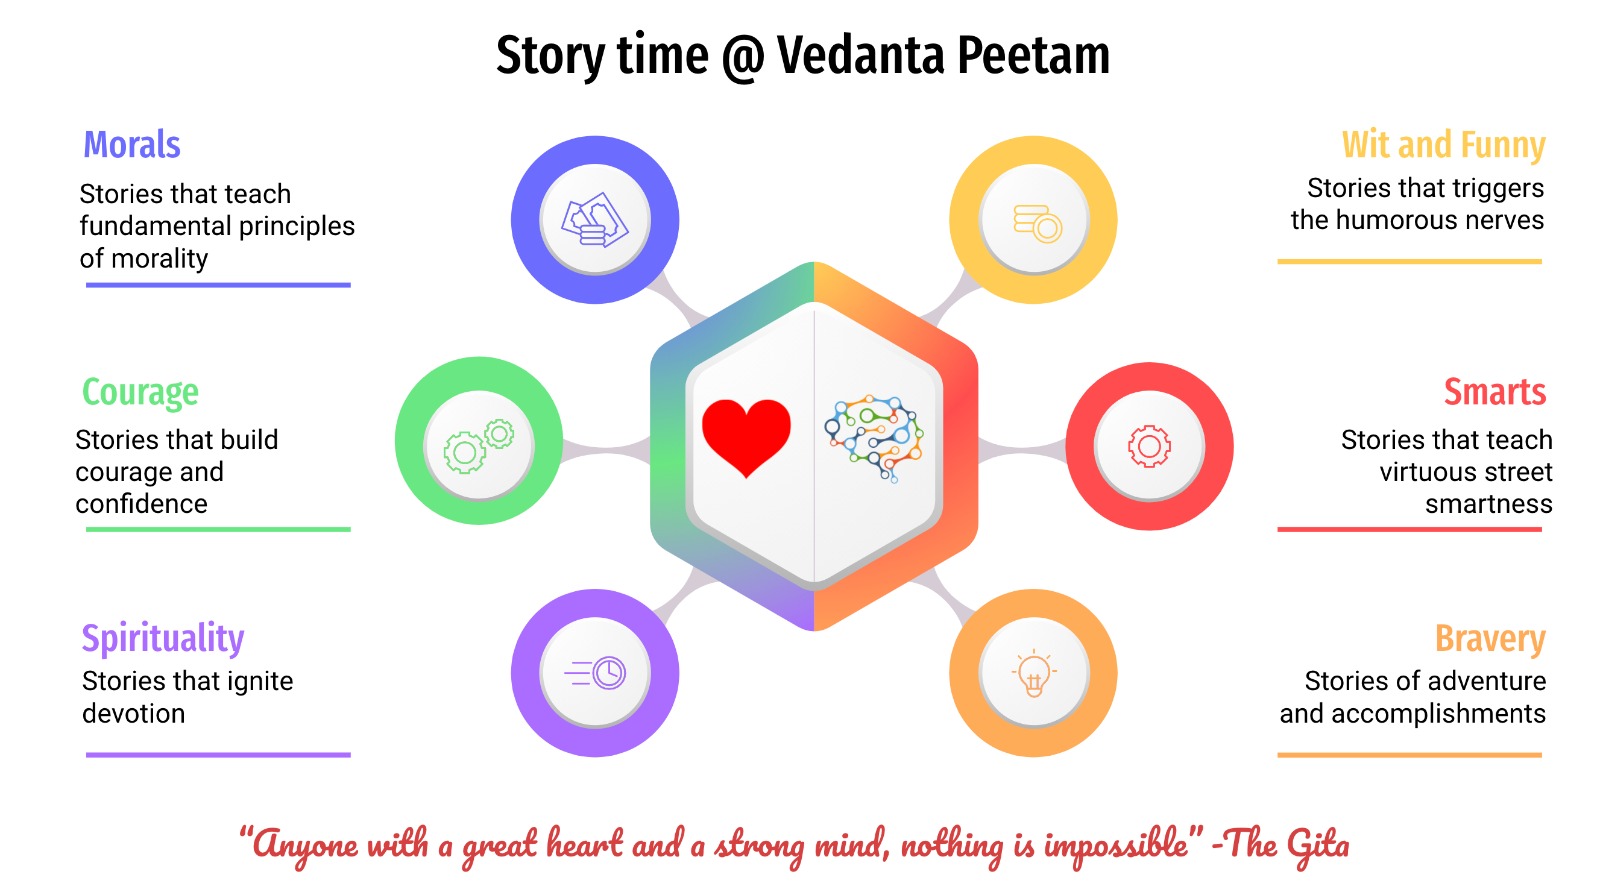 Story time @ Vedanta Peetam
Morals
Stories that teach
fundamental principles
of morality
Courage
Stories that build
courage and
confidence
Spirituality
Stories that ignite
devotion
Wit and Funny
Stories that triggers
the humorous nerves
Smarts
Stories that teach
virtuous street
smartness
Bravery
Stories of adventure
and accomplishments
“Anyone with a great heart and a strong mind, nothing is impossible” -The Gita